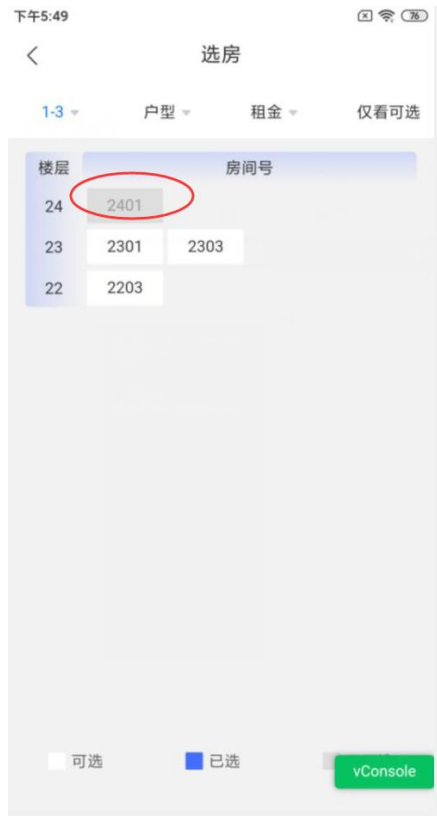 下午5:49
76
选房
1-3 户型 租金 仅看可选
楼层 房间号
24 2401
23 2301 2303
22 2203
可选 已选
vConsole